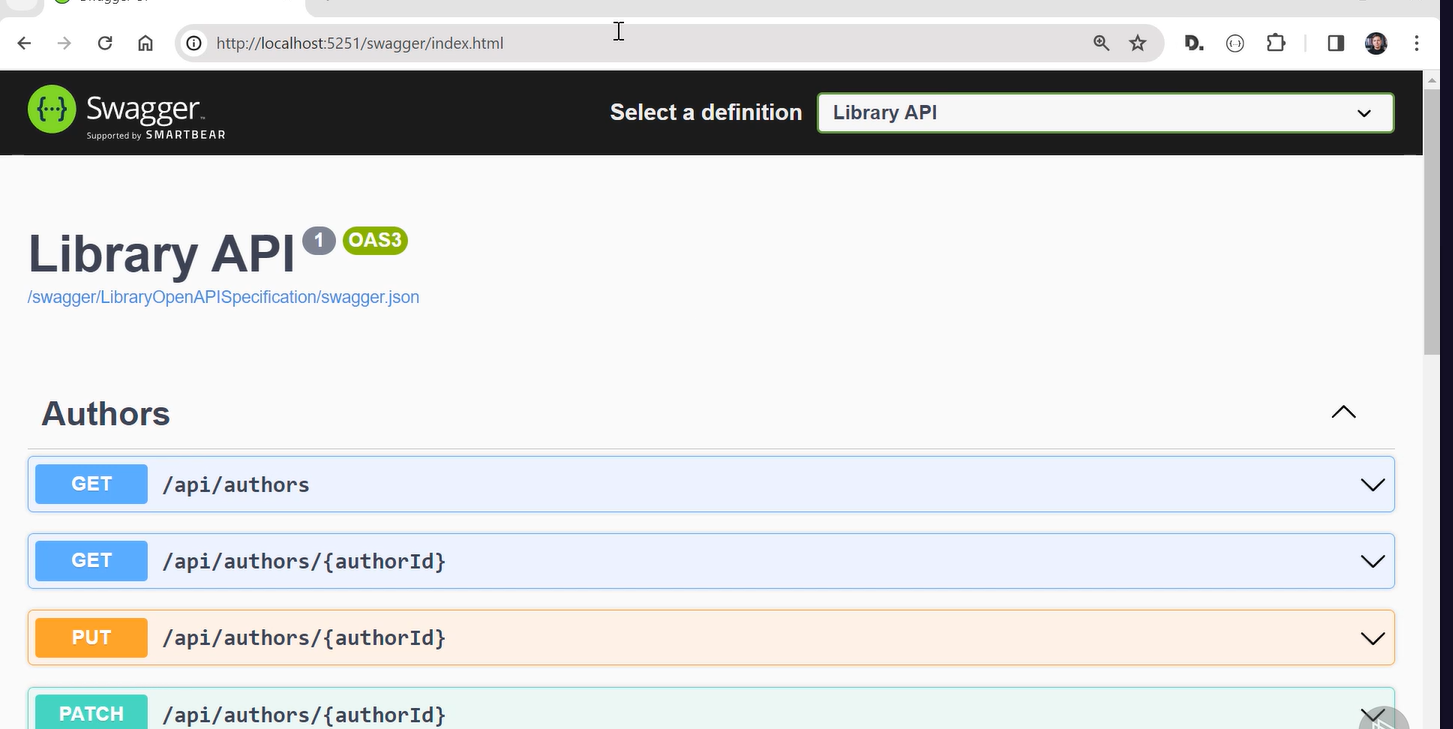 http://localhost:5251/swagger/index.html
D.
Swagger
Supported by SMARTBEAR
Select a definition
Library API
Library API 1 OAS3
/swagger/LibraryOpenAPISpecification/swagger.json
Authors
GET /api/authors
GET /api/authors/{authorId}
PUT /api/authors/{authorId}
PATCH /api/authors/{authorId}